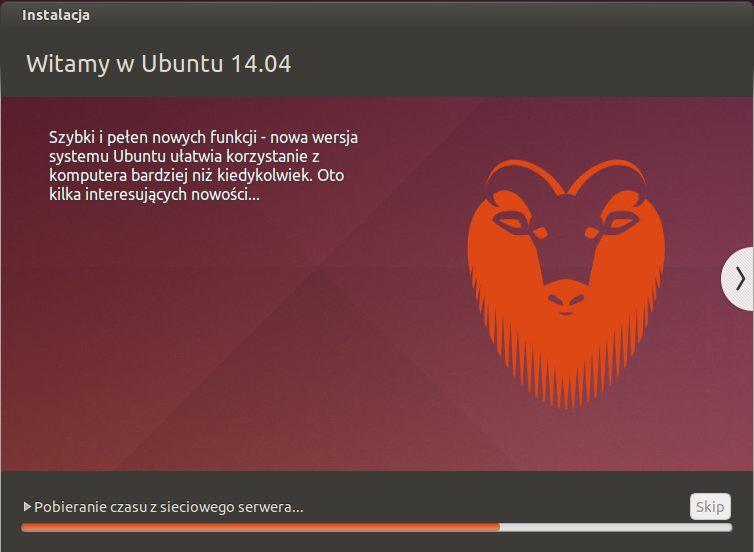 Instalacja
Witamy w Ubuntu 14.04
Szybki i pełen nowych funkcji - nowa wersja
systemu Ubuntu ułatwia korzystanie z
komputera bardziej niż kiedykolwiek. Oto
kilka interesujących nowości...
Pobieranie czasu z sieciowego serwera...
Skip